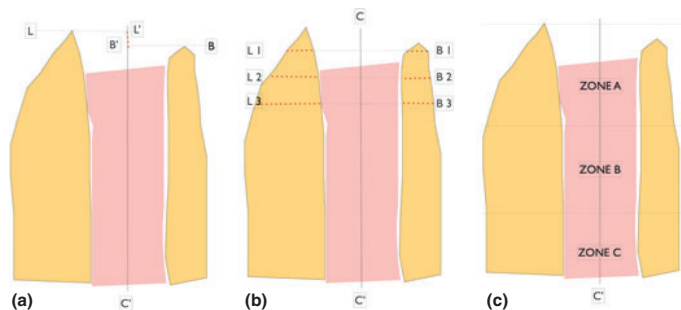 L
L'
B'
B
C'
(a)
C
L 1
B 1
L 2
B 2
L 3
B 3
C'
(b)
ZONE A
ZONE B
ZONE C
C'
(c)